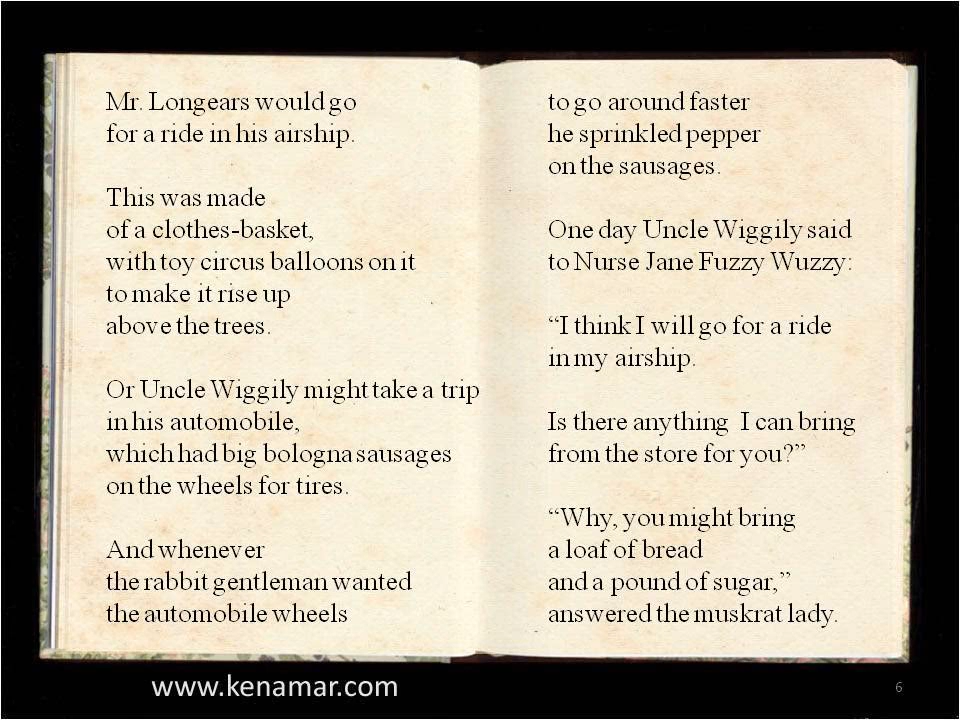 Mr. Longears would go
for a ride in his airship.
This was made
of a clothes-basket,
with toy circus balloons on it
to make it rise up
above the trees.
Or Uncle Wiggily might take a trip
in his automobile,
which had big bologna sausages
on the wheels for tires.
And whenever
the rabbit gentleman wanted
the automobile wheels
to go around faster
he sprinkled pepper
on the sausages.
One day Uncle Wiggily said
to Nurse Jane Fuzzy Wuzzy:
“I think I will go for a ride
in my airship.
Is there anything  I can bring
from the store for you?”
“Why, you might bring
a loaf of bread
and a pound of sugar,”
answered the muskrat lady.
www.kenamar.com
6